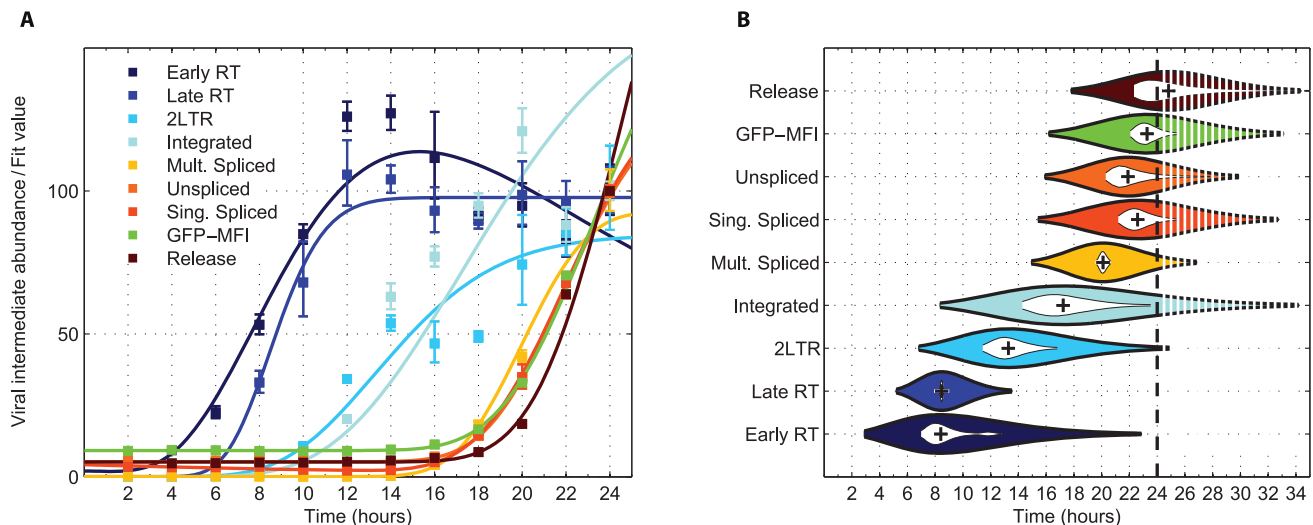 A
Viral intermediate abundance / Fit value
100
50
0
Early RT
Late RT
2LTR
Integrated
Mult. Spliced
Unspliced
Sing. Spliced
GFP−MFI
Release
2 4 6 8 10 12 14 16 18 20 22 24
Time (hours)
B
Release
GFP−MFI
Unspliced
Sing. Spliced
Mult. Spliced
Integrated
2LTR
Late RT
Early RT
2 4 6 8 10 12 14 16 18 20 22 24 26 28 30 32 34
Time (hours)